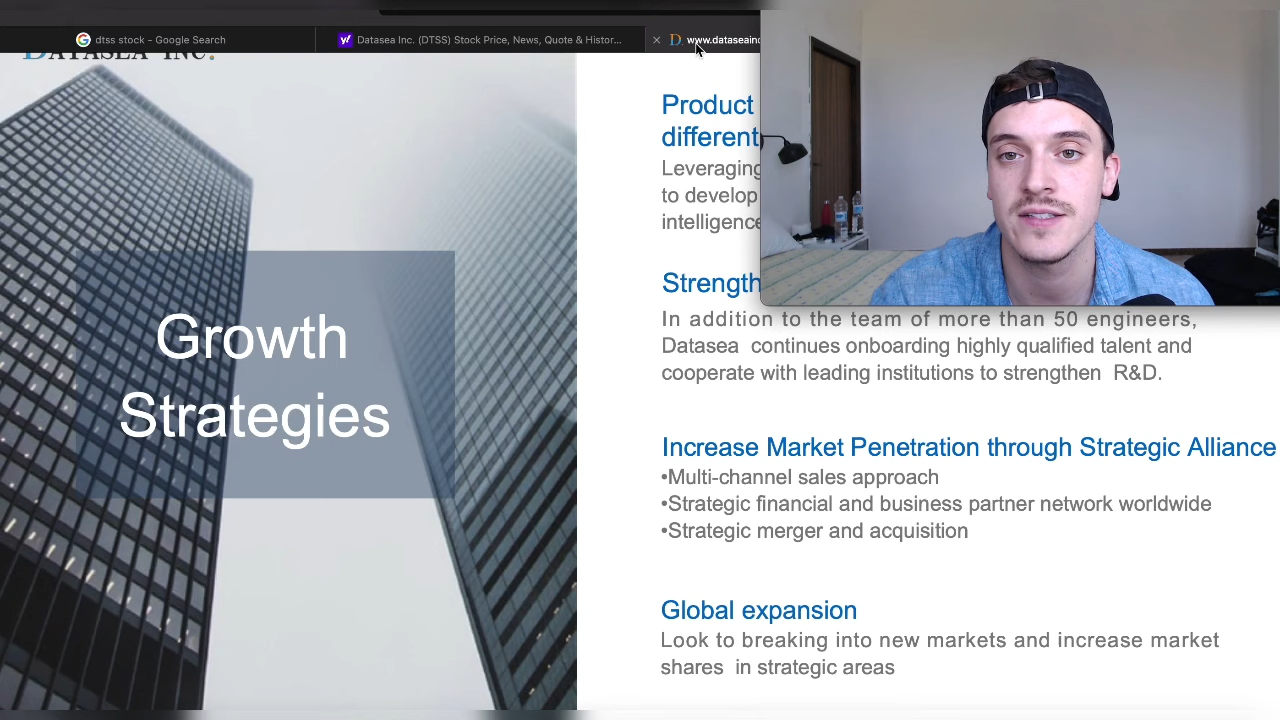 dtss stock - Google Search
Datasea Inc. (DTSS) Stock Price, News, Quote & Histor...
www.dataseainc
DATASEA INC.
Growth
Strategies
Product
different
Leveraging
to develop
intelligence
Strength
In addition to the team of more than 50 engineers,
Datasea continues onboarding highly qualified talent and
cooperate with leading institutions to strengthen R&D.
Increase Market Penetration through Strategic Alliance
•Multi-channel sales approach
•Strategic financial and business partner network worldwide
•Strategic merger and acquisition
Global expansion
Look to breaking into new markets and increase market
shares in strategic areas